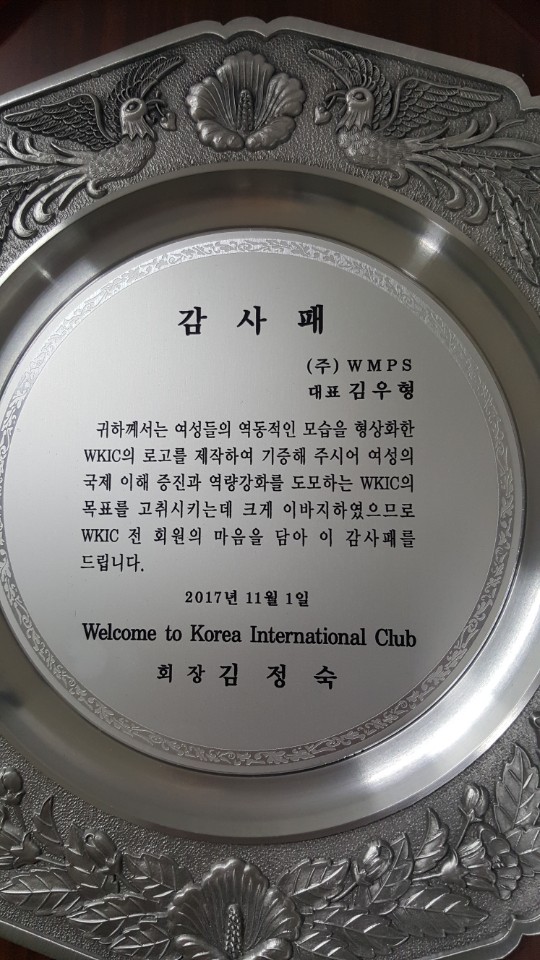 감 사 패
(주) WMPS
대표 김우형
귀하께서는 여성들의 역동적인 모습을 형상화한
WKIC의 로고를 제작하여 기증해 주시어 여성의
국제 이해 증진과 역량강화를 도모하는 WKIC의
목표를 고취시키는데 크게 이바지하였으므로
WKIC 전 회원의 마음을 담아 이 감사패를
드립니다.
2017년 11월 1일
Welcome to Korea International Club
회장 김 정 숙